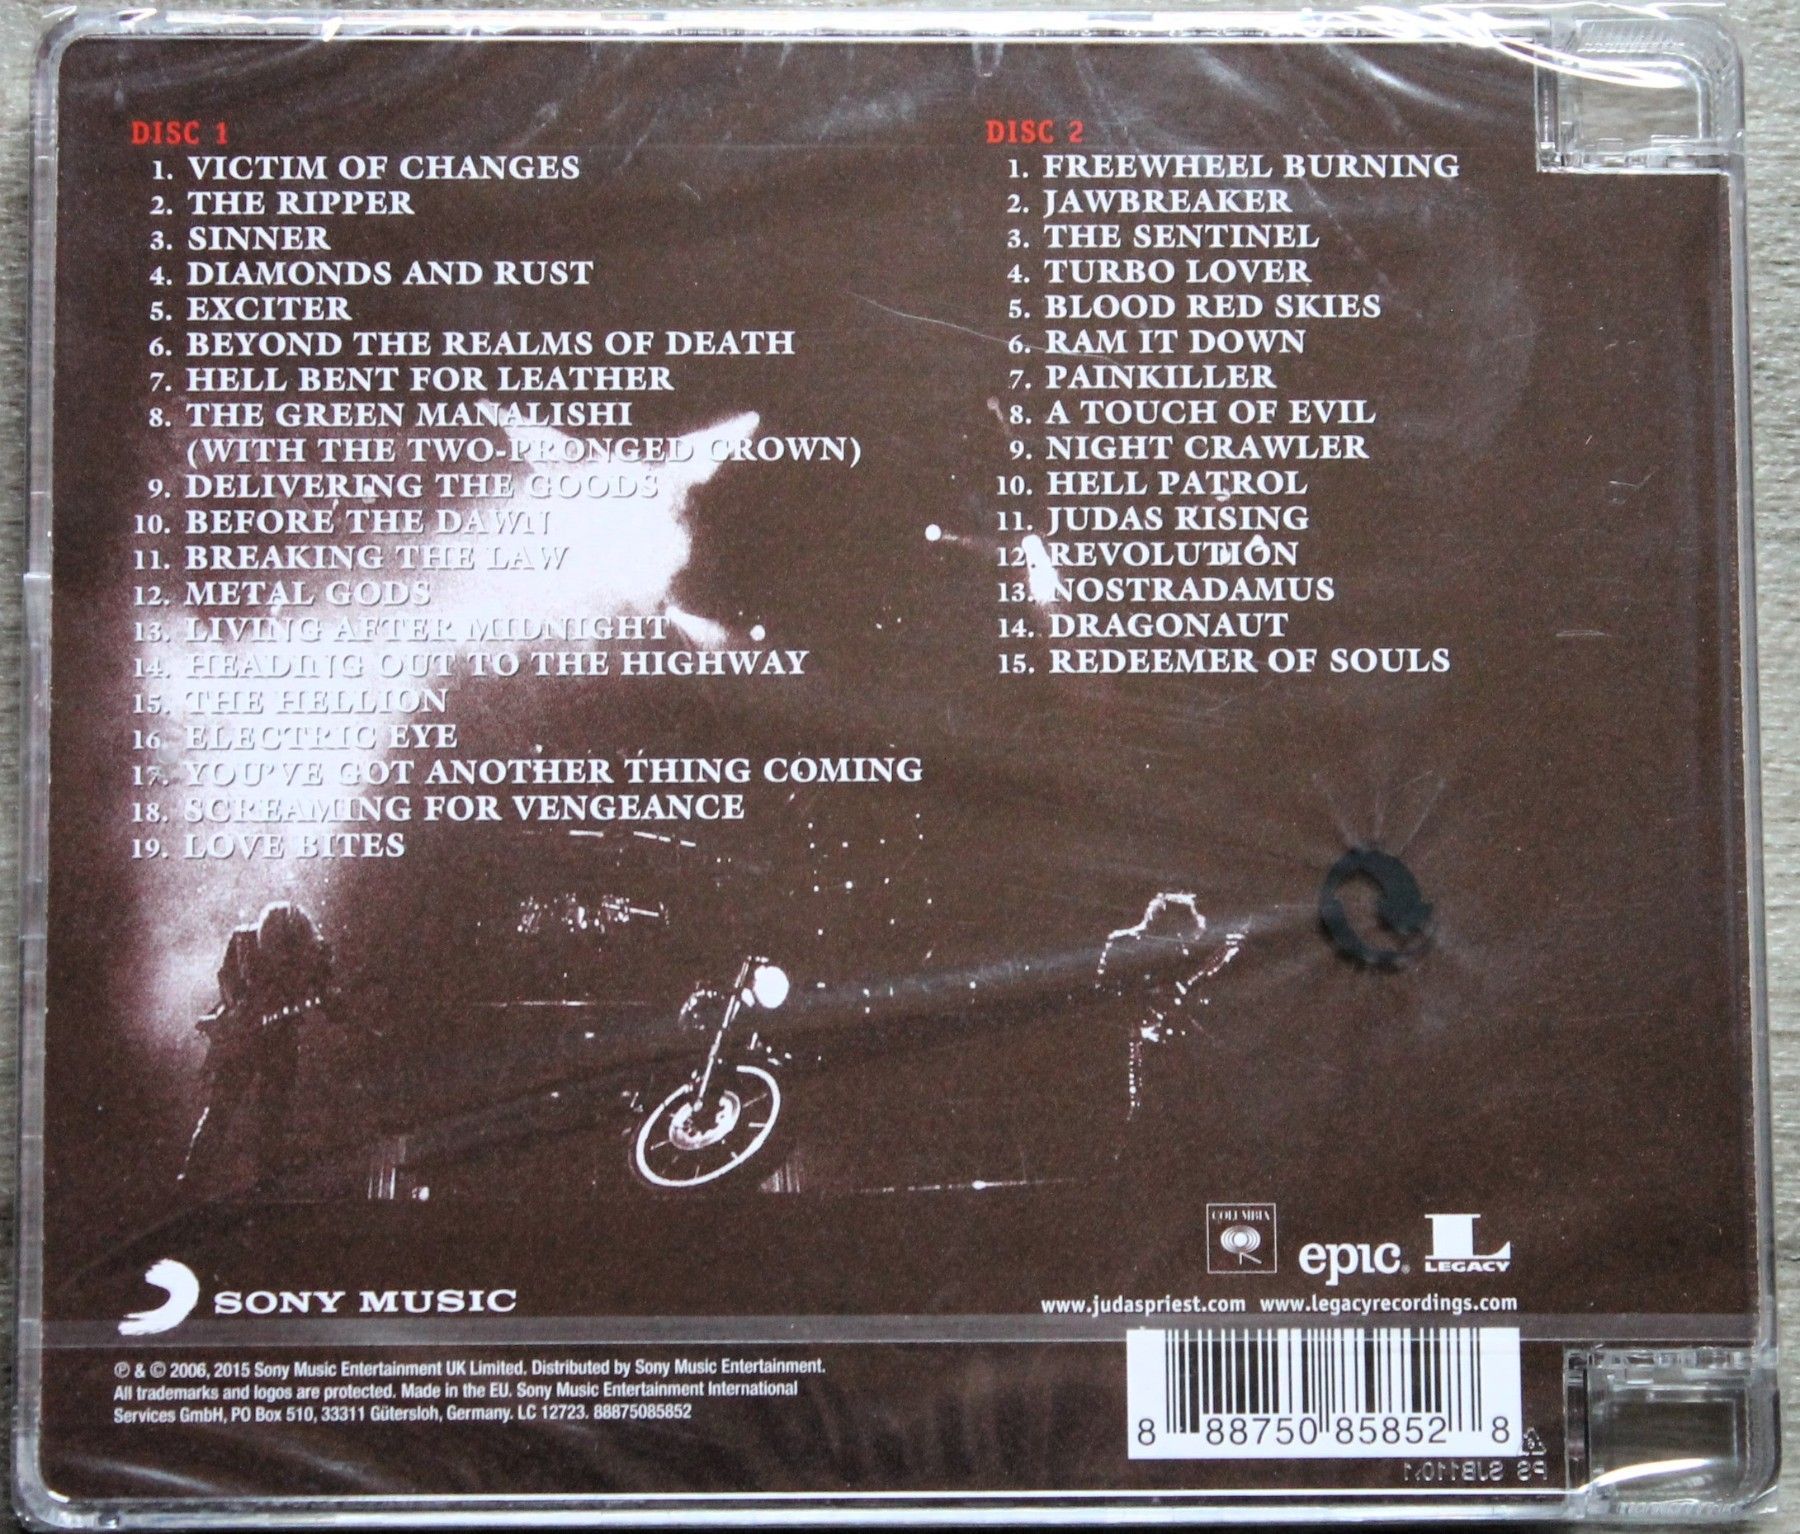 DISC 1
1. VICTIM OF CHANGES
2. THE RIPPER
3. SINNER
4. DIAMONDS AND RUST
5. EXCITER
6. BEYOND THE REALMS OF DEATH
7. HELL BENT FOR LEATHER
8. THE GREEN MANALISHI
(WITH THE TWO-PRONGED CROWN)
9. DELIVERING THE GOODS
10. BEFORE THE DAWN
11. BREAKING THE LAW
12. METAL GODS
13. LIVING AFTER MIDNIGHT
14. HEADING OUT TO THE HIGHWAY
15. THE HELLION
16. ELECTRIC EYE
17. YOU'VE GOT ANOTHER THING COMING
18. SCREAMING FOR VENGEANCE
19. LOVE BITES
DISC 2
1. FREEWHEEL BURNING
2. JAWBREAKER
3. THE SENTINEL
4. TURBO LOVER
5. BLOOD RED SKIES
6. RAM IT DOWN
7. PAINKILLER
8. A TOUCH OF EVIL
9. NIGHT CRAWLER
10. HELL PATROL
11. JUDAS RISING
12. REVOLUTION
13. NOSTRADAMUS
14. DRAGONAUT
15. REDEEMER OF SOULS
COLUMBIA
epic®
L
LEGACY
SONY MUSIC
www.judaspriest.com www.legacyrecordings.com
℗ & © 2006, 2015 Sony Music Entertainment UK Limited. Distributed by Sony Music Entertainment.
All trademarks and logos are protected. Made in the EU. Sony Music Entertainment International
Services GmbH, PO Box 510, 33311 Gütersloh, Germany. LC 12723. 88875085852
8 88750 85852 8
PS SJB110.1